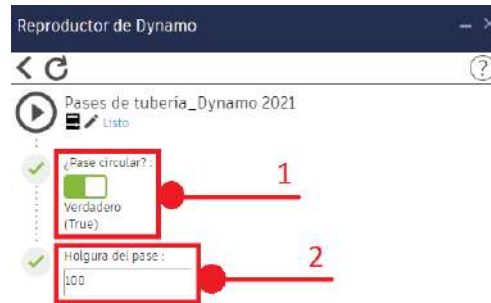 Reproductor de Dynamo
Pases de tubería_Dynamo 2021
Listo
¿Pase circular? :
1
Verdadero
(True)
Holgura del pase :
2
100